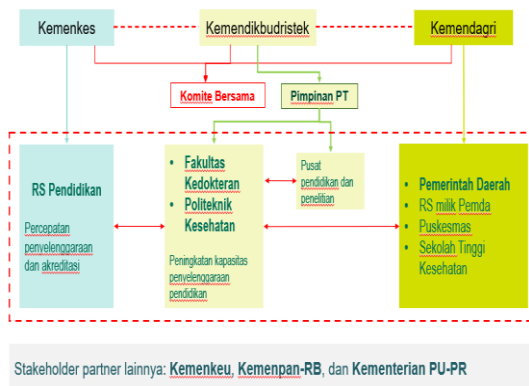 Kemenkes
Kemendikbudristek
Kemendagri
Komite Bersama
Pimpinan PT
RS Pendidikan
Percepatan
penyelenggaraan
dan akreditasi
• Fakultas
Kedokteran
• Politeknik
Kesehatan
Peningkatan kapasitas
penyelenggaraan
pendidikan
Pusat
pendidikan dan
penelitian
• Pemerintah Daerah
• RS milik Pemda
• Puskesmas
• Sekolah Tinggi
Kesehatan
Stakeholder partner lainnya: Kemenkeu, Kemenpan-RB, dan Kementerian PU-PR